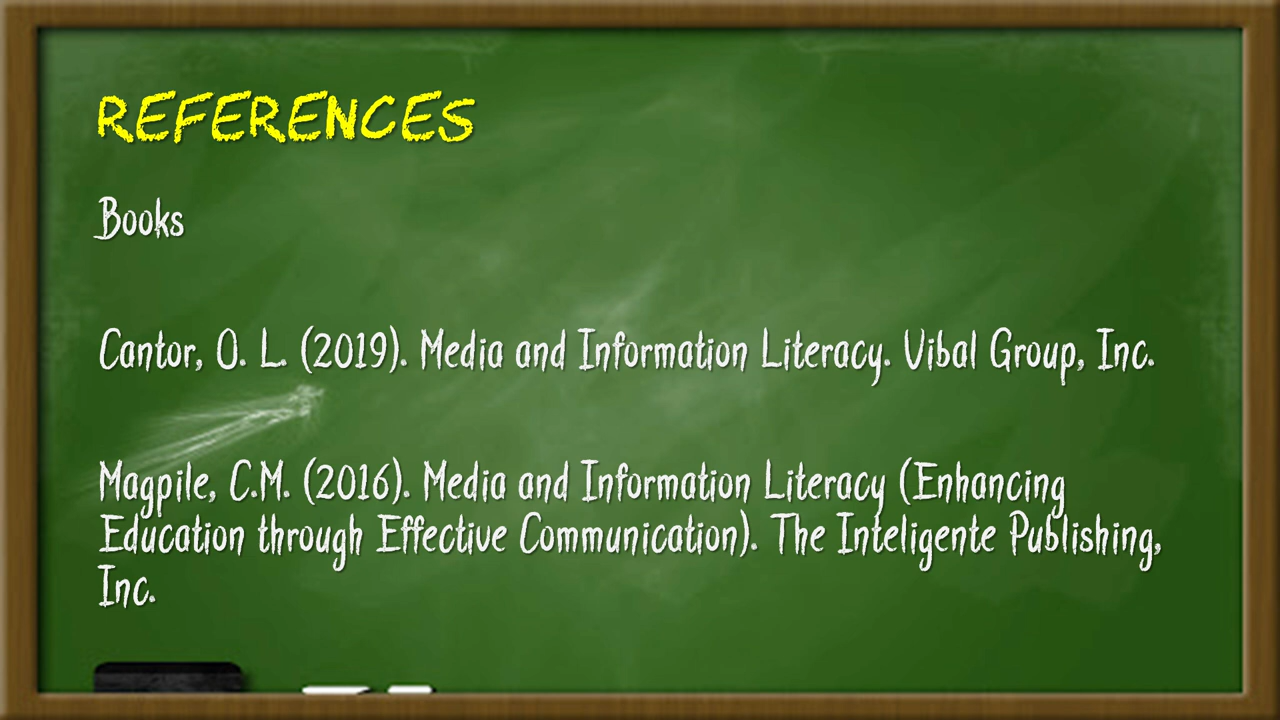 REFERENCES
Books
Cantor, O. L. (2019). Media and Information Literacy. Vibal Group, Inc.
Magpile, C.M. (2016). Media and Information Literacy (Enhancing
Education through Effective Communication). The Inteligente Publishing,
Inc.